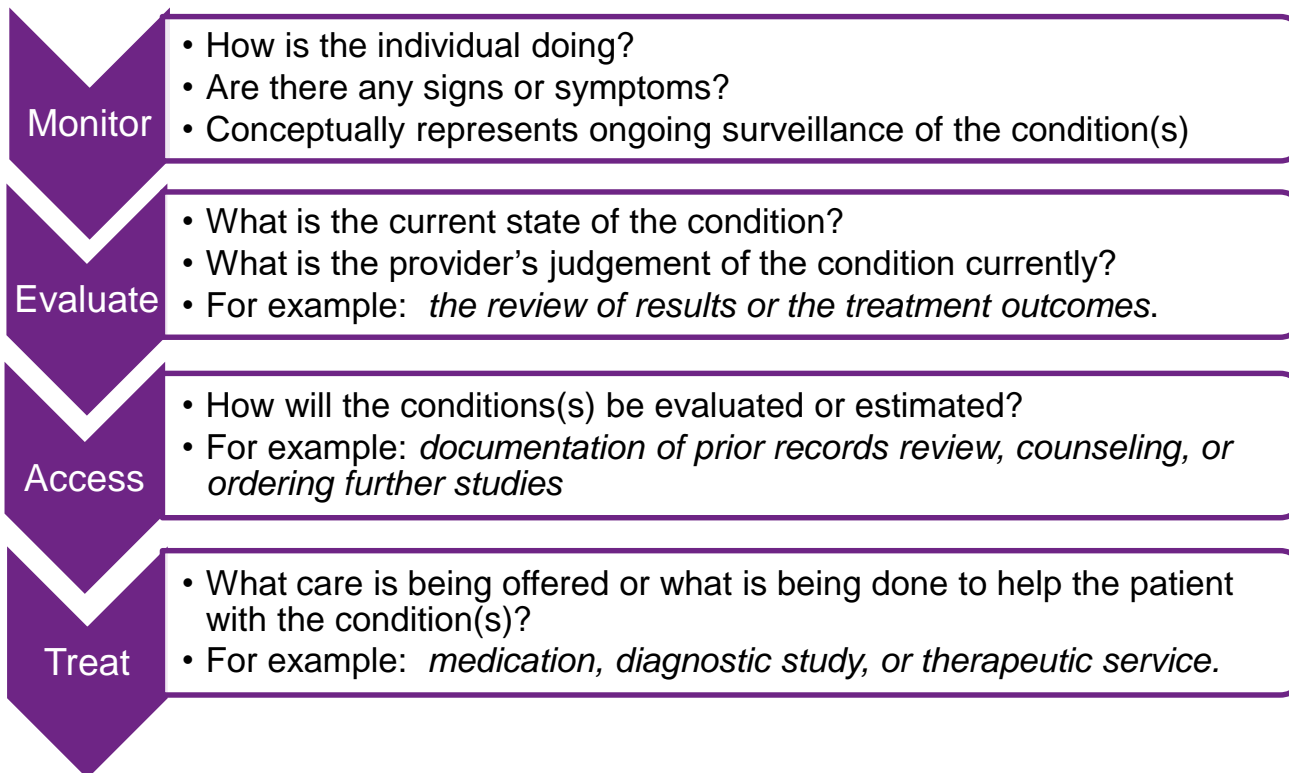 Monitor
• How is the individual doing?
• Are there any signs or symptoms?
• Conceptually represents ongoing surveillance of the condition(s)
Evaluate
• What is the current state of the condition?
• What is the provider's judgement of the condition currently?
• For example: the review of results or the treatment outcomes.
Access
• How will the conditions(s) be evaluated or estimated?
• For example: documentation of prior records review, counseling, or
ordering further studies
Treat
• What care is being offered or what is being done to help the patient
with the condition(s)?
• For example: medication, diagnostic study, or therapeutic service.